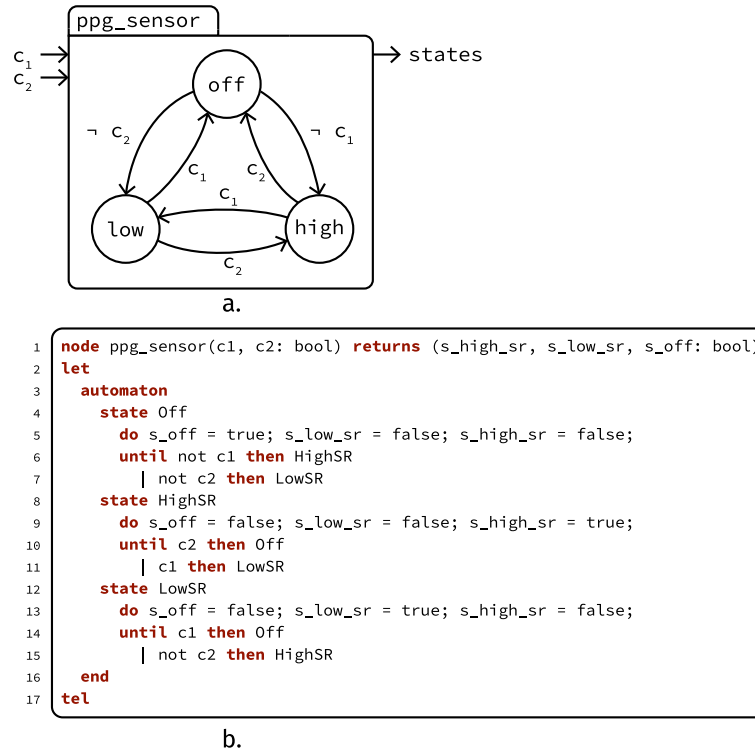 ppg_sensor
c1
c2
states
off
¬ c2
¬ c1
c1
c2
c1
low
high
c2
a.
1 node ppg_sensor(c1, c2: bool) returns (s_high_sr, s_low_sr, s_off: bool)
2 let
3 automaton
4 state Off
5 do s_off = true; s_low_sr = false; s_high_sr = false;
6 until not c1 then HighSR
7 | not c2 then LowSR
8 state HighSR
9 do s_off = false; s_low_sr = false; s_high_sr = true;
10 until c2 then Off
11 | c1 then LowSR
12 state LowSR
13 do s_off = false; s_low_sr = true; s_high_sr = false;
14 until c1 then Off
15 | not c2 then HighSR
16 end
17 tel
b.